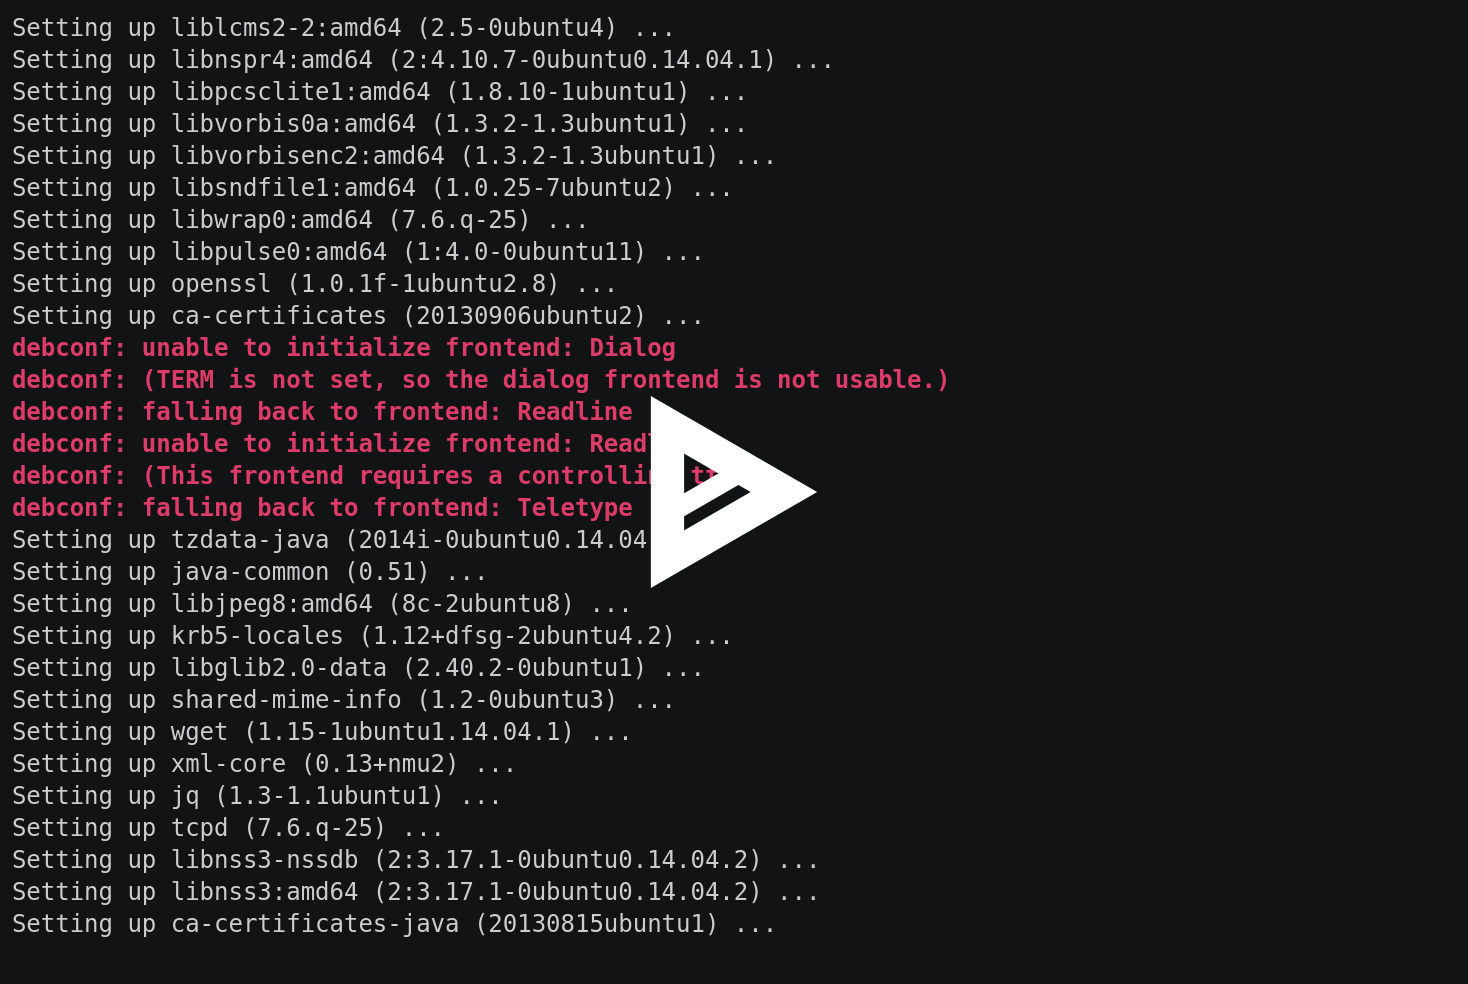 Setting up liblcms2-2:amd64 (2.5-0ubuntu4) ...
Setting up libnspr4:amd64 (2:4.10.7-0ubuntu0.14.04.1) ...
Setting up libpcsclite1:amd64 (1.8.10-1ubuntu1) ...
Setting up libvorbis0a:amd64 (1.3.2-1.3ubuntu1) ...
Setting up libvorbisenc2:amd64 (1.3.2-1.3ubuntu1) ...
Setting up libsndfile1:amd64 (1.0.25-7ubuntu2) ...
Setting up libwrap0:amd64 (7.6.q-25) ...
Setting up libpulse0:amd64 (1:4.0-0ubuntu11) ...
Setting up openssl (1.0.1f-1ubuntu2.8) ...
Setting up ca-certificates (20130906ubuntu2) ...
debconf: unable to initialize frontend: Dialog
debconf: (TERM is not set, so the dialog frontend is not usable.)
debconf: falling back to frontend: Readline
debconf: unable to initialize frontend:
debconf: (This frontend requires a
debconf: falling back to frontend: Teletype
Setting up tzdata-java (2014i-0ubuntu0.14.04
Setting up java-common (0.51) ...
Setting up libjpeg8:amd64 (8c-2ubuntu8) ...
Setting up krb5-locales (1.12+dfsg-2ubuntu4.2) ...
Setting up libglib2.0-data (2.40.2-0ubuntu1) ...
Setting up shared-mime-info (1.2-0ubuntu3) ...
Setting up wget (1.15-1ubuntu1.14.04.1) ...
Setting up xml-core (0.13+nmu2) ...
Setting up jq (1.3-1.1ubuntu1) ...
Setting up tcpd (7.6.q-25) ...
Setting up libnss3-nssdb (2:3.17.1-0ubuntu0.14.04.2) ...
Setting up libnss3:amd64 (2:3.17.1-0ubuntu0.14.04.2) ...
Setting up ca-certificates-java (20130815ubuntu1) ...